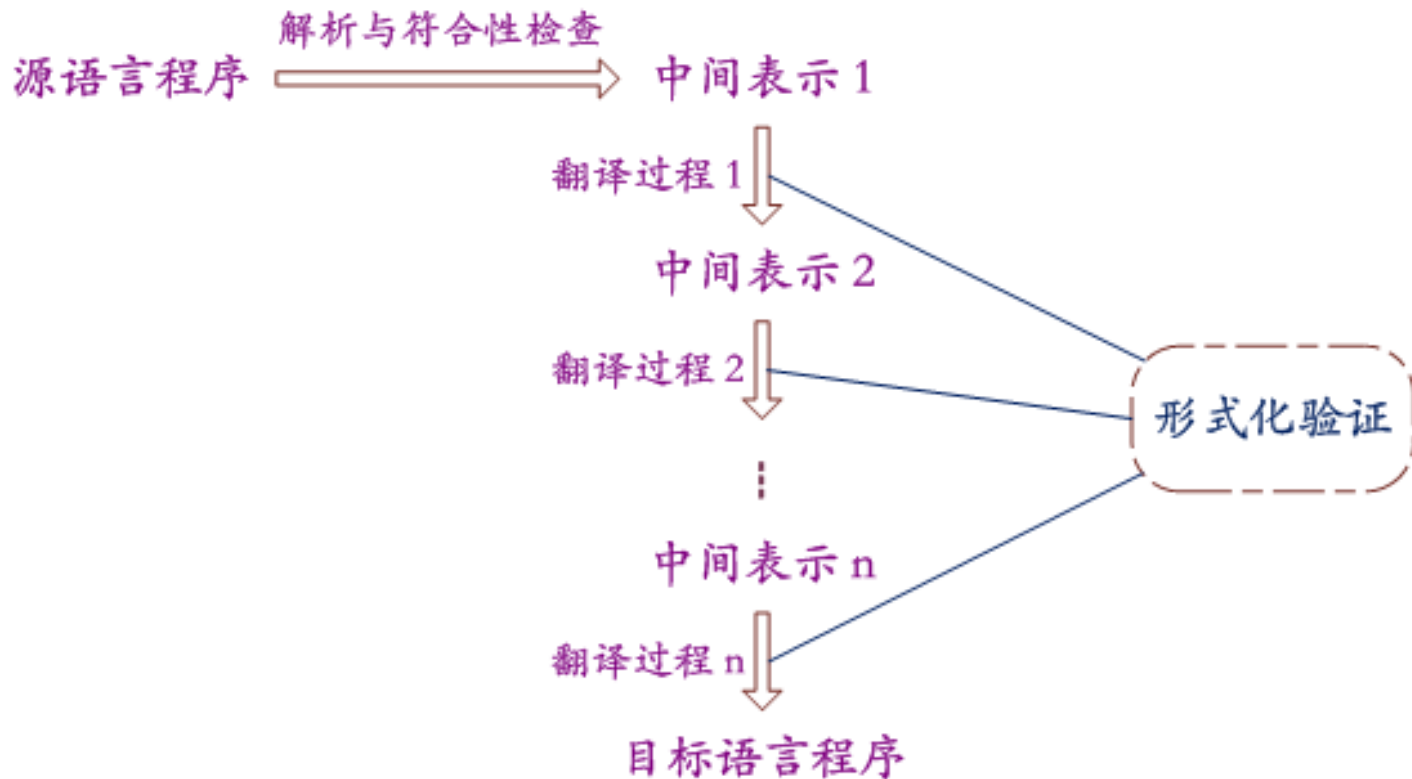 解析与符合性检查
源语言程序
中间表示 1
翻译过程 1
中间表示 2
翻译过程 2
形式化验证
中间表示 n
翻译过程 n
目标语言程序